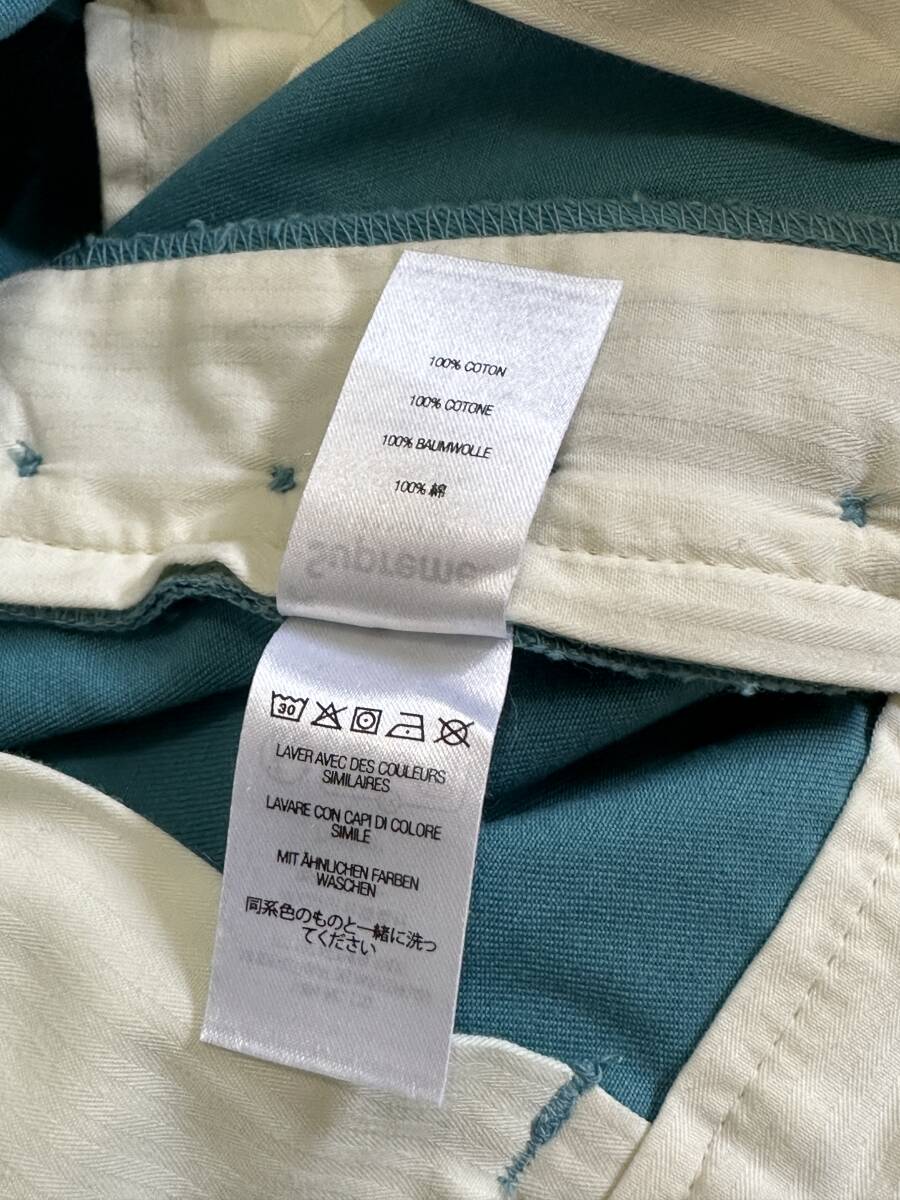 100% COTON
100% COTONE
100% BAUMWOLLE
100% 綿
Supreme
30
LAVER AVEC DES COULEURS
SIMILAIRES
LAVARE CON CAPI DI COLORE
SIMILE
MIT ÄHNLICHEN FARBEN
WASCHEN
同系色のものと一緒に洗っ
てください